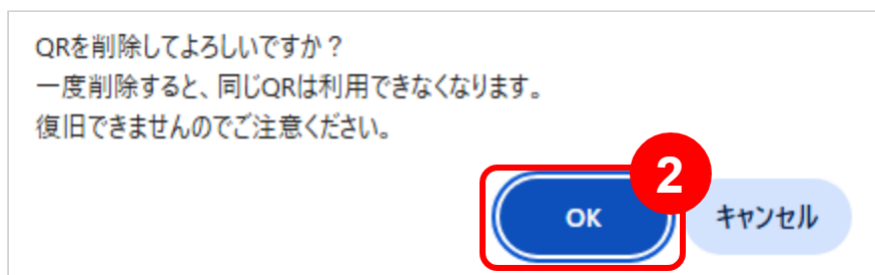 QRを削除してよろしいですか？
一度削除すると、同じQRは利用できなくなります。
復旧できませんのでご注意ください。
2
OK
キャンセル